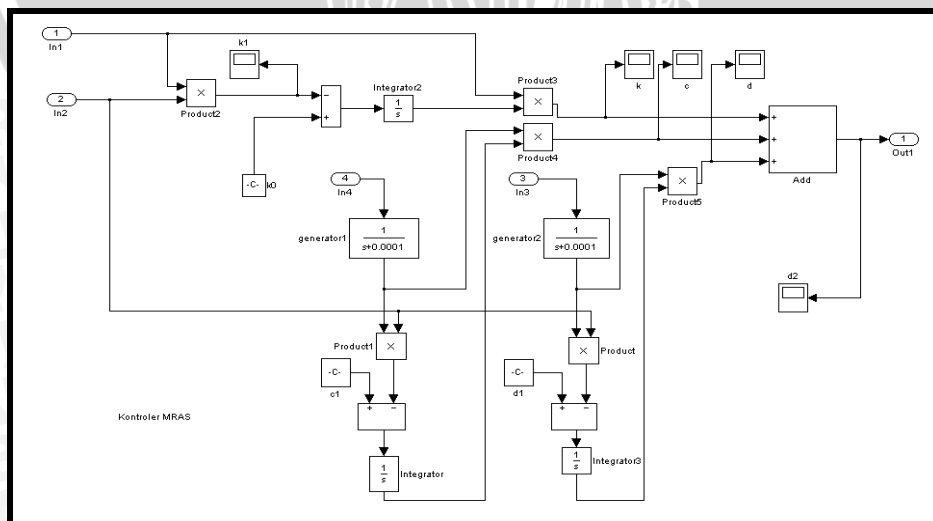 1
In1
k1
2
In2
×
Product2
−
+
-C-
k0
Integrator2
1
s
Product3
×
×
Product4
k
c
d
+
+
+
Add
1
Out1
×
Product5
4
In4
3
In3
generator1
1
s+0.0001
generator2
1
s+0.0001
d2
Product1
×
×
Product
-C-
c1
-C-
d1
+ −
+ −
Kontroler MRAS
1
s
Integrator
1
s
Integrator3